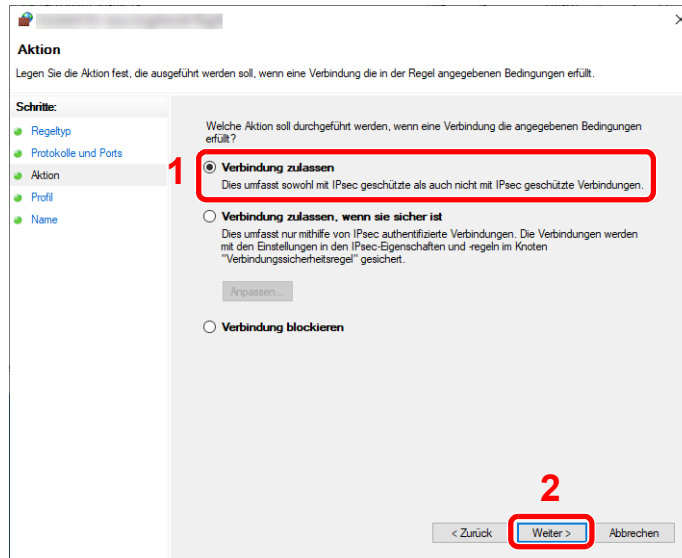 Aktion
Legen Sie die Aktion fest, die ausgeführt werden soll, wenn eine Verbindung die in der Regel angegebenen Bedingungen erfüllt.
Schritte:
Regeltyp
Protokolle und Ports
Aktion
Profil
Name
Welche Aktion soll durchgeführt werden, wenn eine Verbindung die angegebenen Bedingungen
erfüllt?
1
Verbindung zulassen
Dies umfasst sowohl mit IPsec geschützte als auch nicht mit IPsec geschützte Verbindungen.
Verbindung zulassen, wenn sie sicher ist
Dies umfasst nur mithilfe von IPsec authentifizierte Verbindungen. Die Verbindungen werden
mit den Einstellungen in den IPsec-Eigenschaften und -regeln im Knoten
"Verbindungssicherheitsregel" gesichert.
Anpassen...
Verbindung blockieren
2
< Zurück
Weiter >
Abbrechen